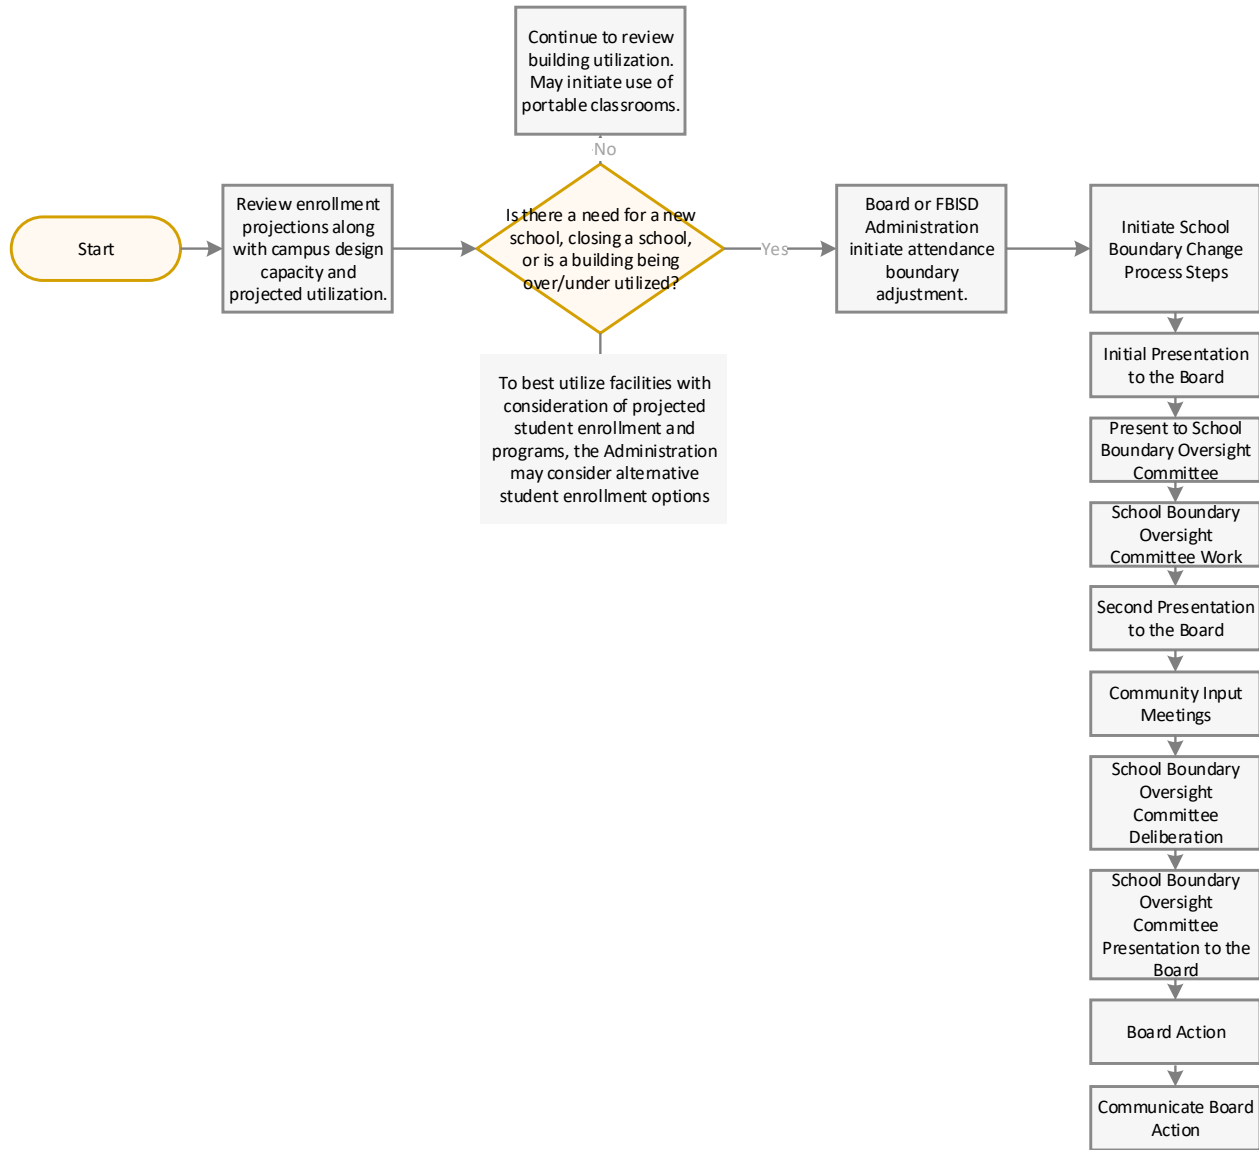 Continue to review
building utilization.
May initiate use of
portable classrooms.
No
Start
Review enrollment
projections along
with campus design
capacity and
projected utilization.
Is there a need for a new
school, closing a school,
or is a building being
over/under utilized?
Yes
Board or FBISD
Administration
initiate attendance
boundary
adjustment.
Initiate School
Boundary Change
Process Steps
To best utilize facilities with
consideration of projected
student enrollment and
programs, the Administration
may consider alternative
student enrollment options
Initial Presentation
to the Board
Present to School
Boundary Oversight
Committee
School Boundary
Oversight
Committee Work
Second Presentation
to the Board
Community Input
Meetings
School Boundary
Oversight
Committee
Deliberation
School Boundary
Oversight
Committee
Presentation to the
Board
Board Action
Communicate Board
Action